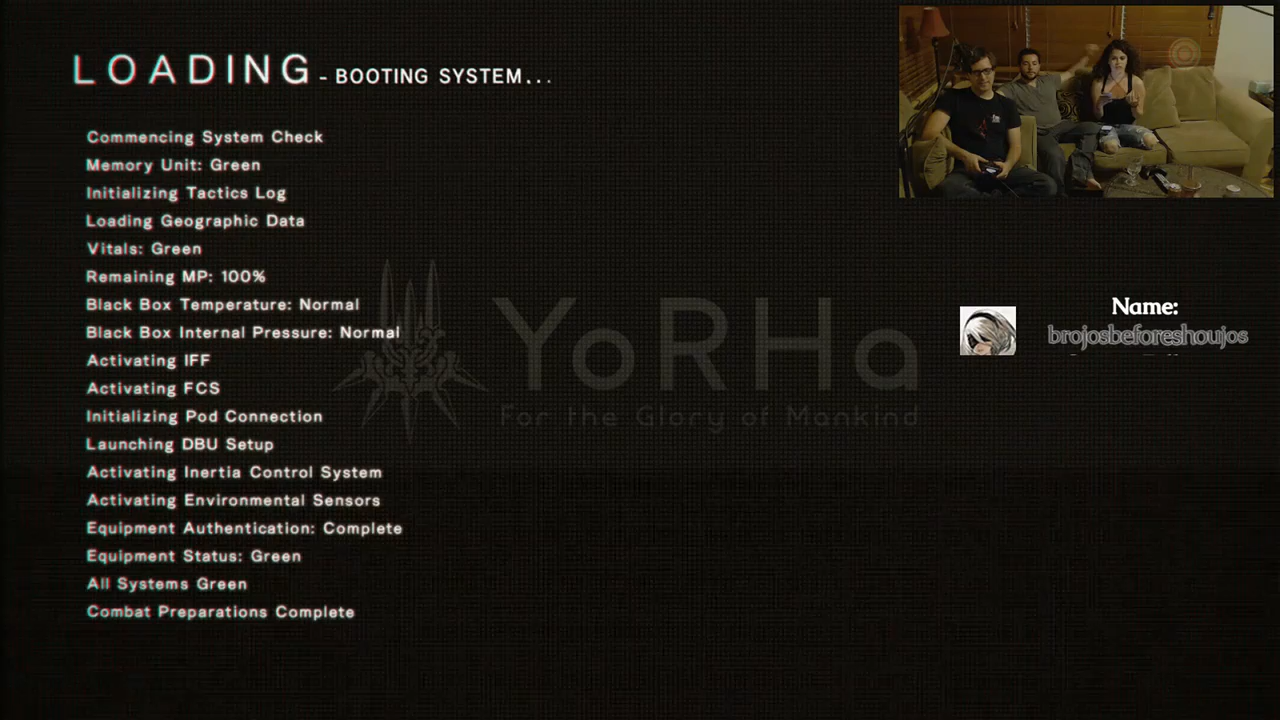 LOADING - BOOTING SYSTEM...
Commencing System Check
Memory Unit: Green
Initializing Tactics Log
Loading Geographic Data
Vitals: Green
Remaining MP: 100%
Black Box Temperature: Normal
Black Box Internal Pressure: Normal
Activating IFF
Activating FCS
Initializing Pod Connection
Launching DBU Setup
Activating Inertia Control System
Activating Environmental Sensors
Equipment Authentication: Complete
Equipment Status: Green
All Systems Green
Combat Preparations Complete
YoRHa
For the Glory of Mankind
Name:
brojosbeforeshoujos